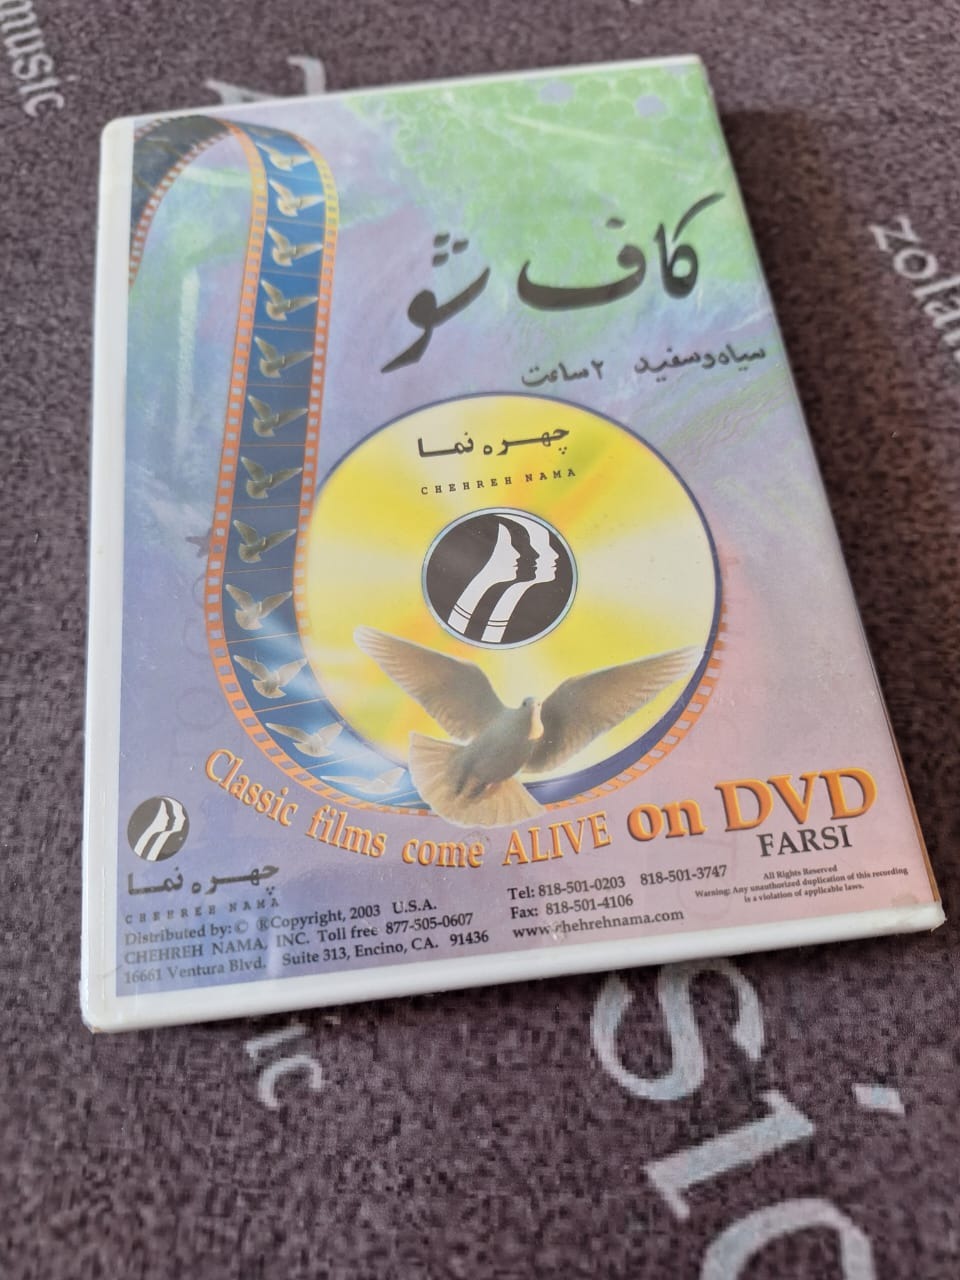 music
zolar
کاف شو
سیاه و سفید ۲ ساعت
چهره نما
CHEHREH NAMA
Classic films come ALIVE on DVD
FARSI
چهره نما
CHEHREH NAMA
Distributed by: © ®Copyright, 2003 U.S.A.
CHEHREH NAMA, INC. Toll free 877-505-0607
16661 Ventura Blvd. Suite 313, Encino, CA. 91436
Tel: 818-501-0203 818-501-3747
Fax: 818-501-4106
www.chehrehnama.com
All Rights Reserved
Warning: Any unauthorized duplication of this recording
is a violation of applicable laws.